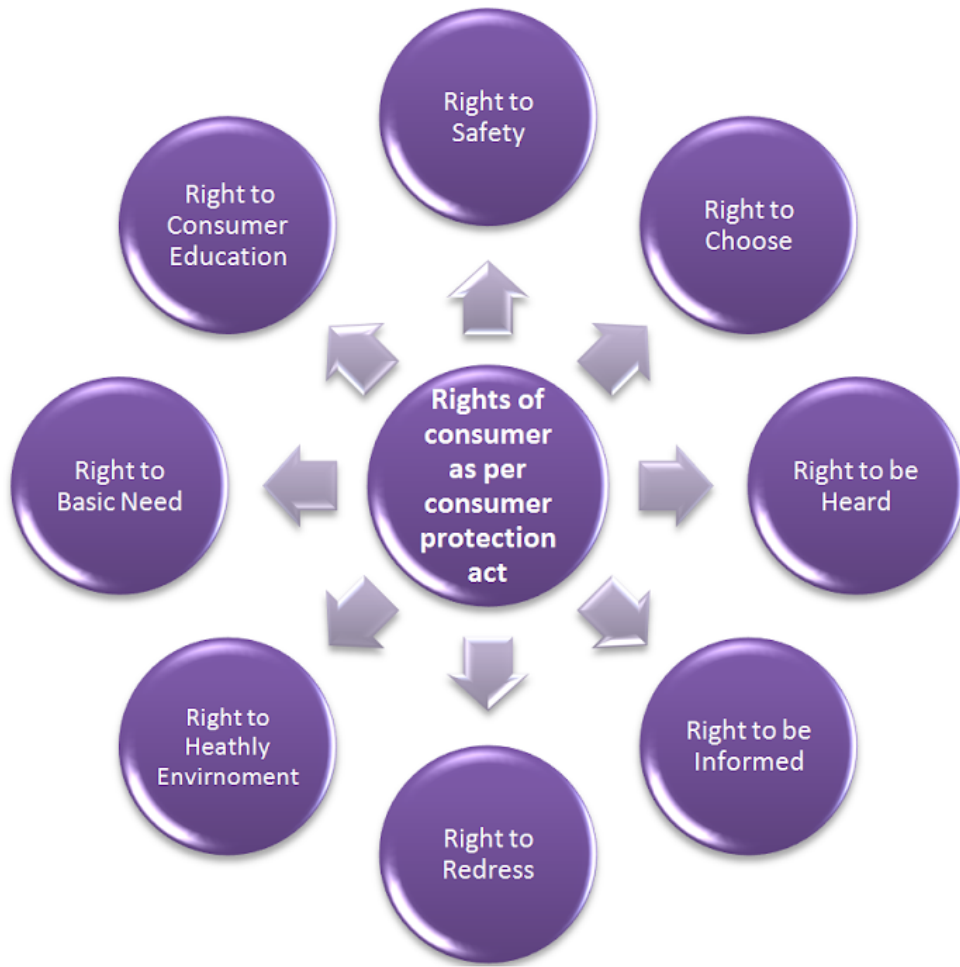 Right to
Safety
Right to
Choose
Right to be
Heard
Right to be
Informed
Right to
Redress
Right to
Heathly
Envirnoment
Right to
Basic Need
Right to
Consumer
Education
Rights of
consumer
as per
consumer
protection
act